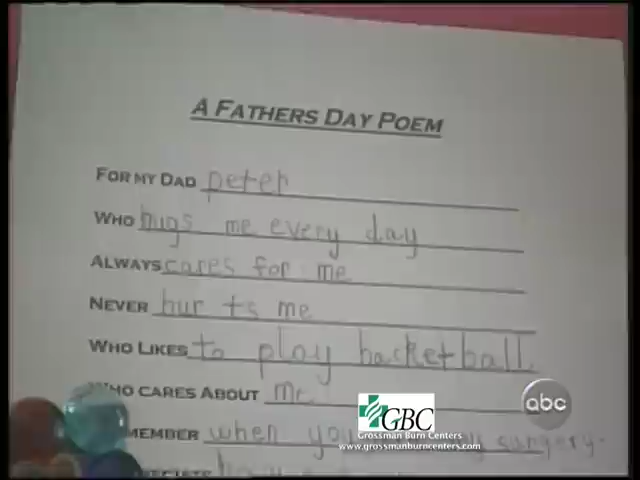 A FATHERS DAY POEM
FOR MY DAD peter
WHO hugs me every day
ALWAYS cares for me
NEVER hurts me
WHO LIKES to play backetball
WHO CARES ABOUT me
MEMBER when you my surgery.
GBC
Grossman Burn Centers
www.grossmanburncenters.com
abc